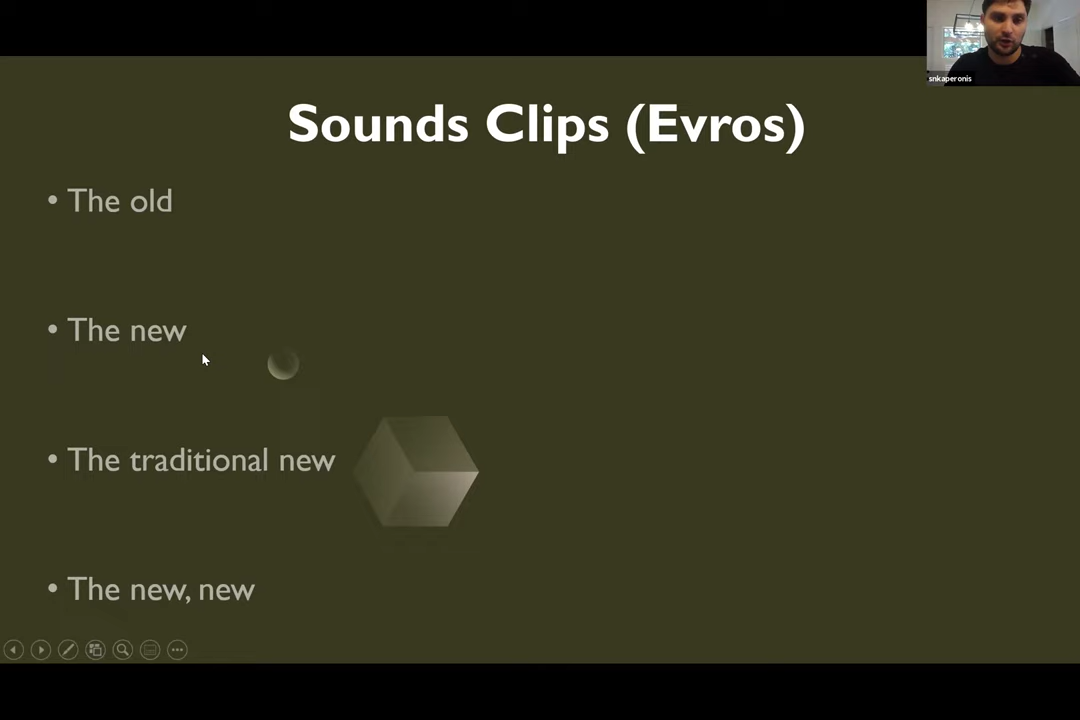 snkaperonis
Sounds Clips (Evros)
• The old
• The new
• The traditional new
• The new, new